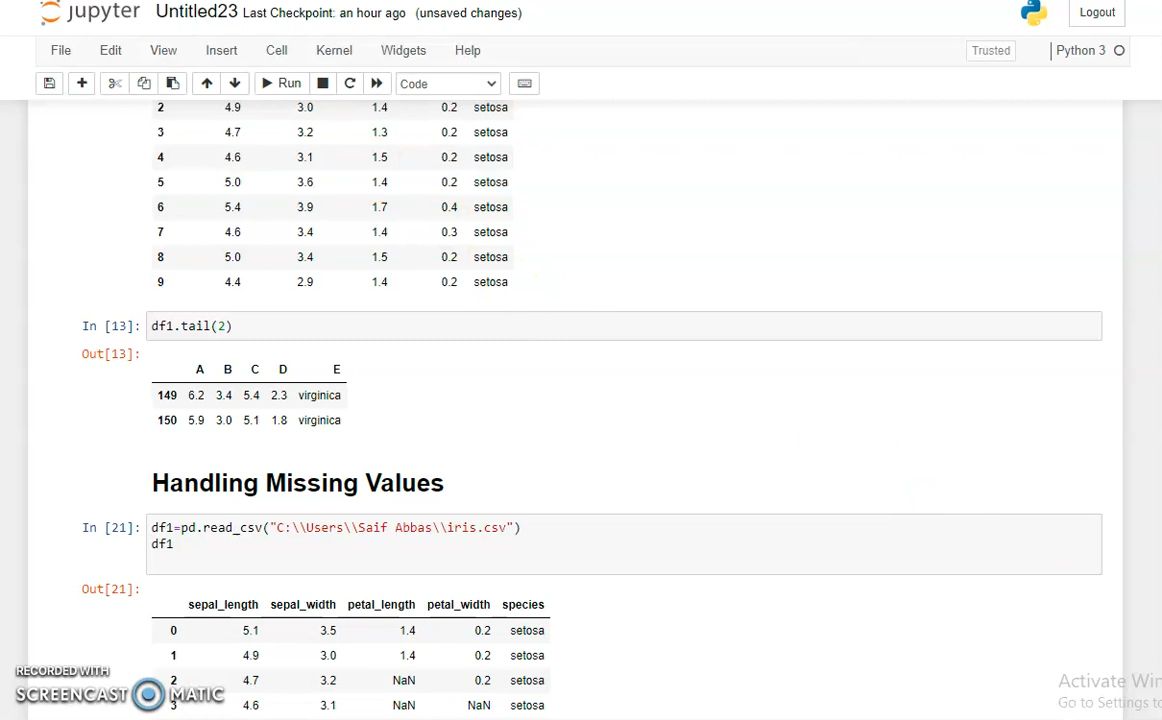 jupyter Untitled23 Last Checkpoint: an hour ago (unsaved changes) Logout
File Edit View Insert Cell Kernel Widgets Help Trusted Python 3
Run Code
2 4.9 3.0 1.4 0.2 setosa
3 4.7 3.2 1.3 0.2 setosa
4 4.6 3.1 1.5 0.2 setosa
5 5.0 3.6 1.4 0.2 setosa
6 5.4 3.9 1.7 0.4 setosa
7 4.6 3.4 1.4 0.3 setosa
8 5.0 3.4 1.5 0.2 setosa
9 4.4 2.9 1.4 0.2 setosa
In [13]: df1.tail(2)
Out[13]:
A B C D E
149 6.2 3.4 5.4 2.3 virginica
150 5.9 3.0 5.1 1.8 virginica
Handling Missing Values
In [21]: df1=pd.read_csv("C:\\Users\\Saif Abbas\\iris.csv")
df1
Out[21]:
sepal_length sepal_width petal_length petal_width species
0 5.1 3.5 1.4 0.2 setosa
1 4.9 3.0 1.4 0.2 setosa
2 4.7 3.2 NaN 0.2 setosa
3 4.6 3.1 NaN NaN setosa
RECORDED WITH
SCREENCAST MATIC
Activate Win
Go to Settings to